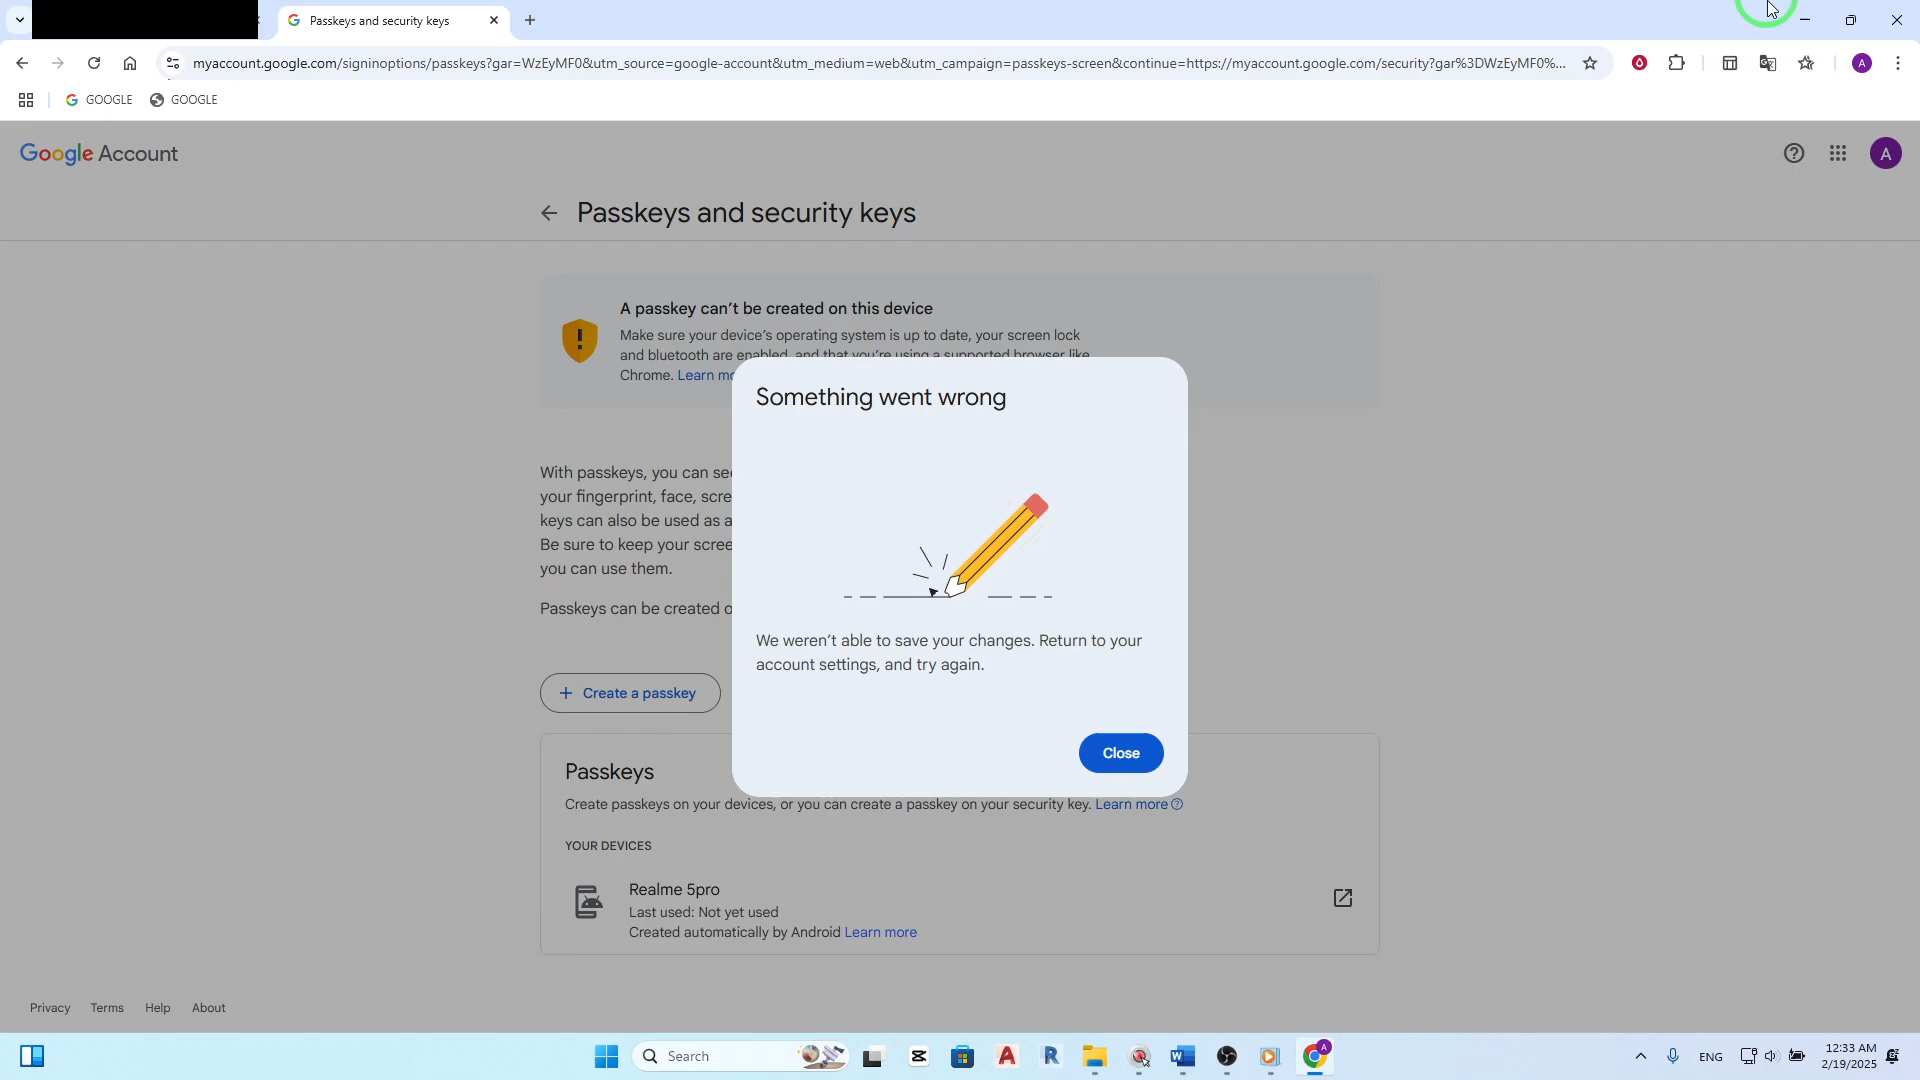 Passkeys and security keys
myaccount.google.com/signinoptions/passkeys?gar=WzEyMF0&utm_source=google-account&utm_medium=web&utm_campaign=passkeys-screen&continue=https://myaccount.google.com/security?gar%3DWzEyMF0%...
A
GOOGLE
GOOGLE
Google Account
A
Passkeys and security keys
A passkey can't be created on this device
Make sure your device's operating system is up to date, your screen lock
and bluetooth are enabled, and that you're using a supported browser like
Chrome. Learn mo
Something went wrong
With passkeys, you can se
your fingerprint, face, scre
keys can also be used as a
Be sure to keep your scree
you can use them.
Passkeys can be created o
We weren't able to save your changes. Return to your
account settings, and try again.
Create a passkey
Close
Passkeys
Create passkeys on your devices, or you can create a passkey on your security key. Learn more
YOUR DEVICES
Realme 5pro
Last used: Not yet used
Created automatically by Android Learn more
Privacy Terms Help About
Search
ENG
12:33 AM
2/19/2025